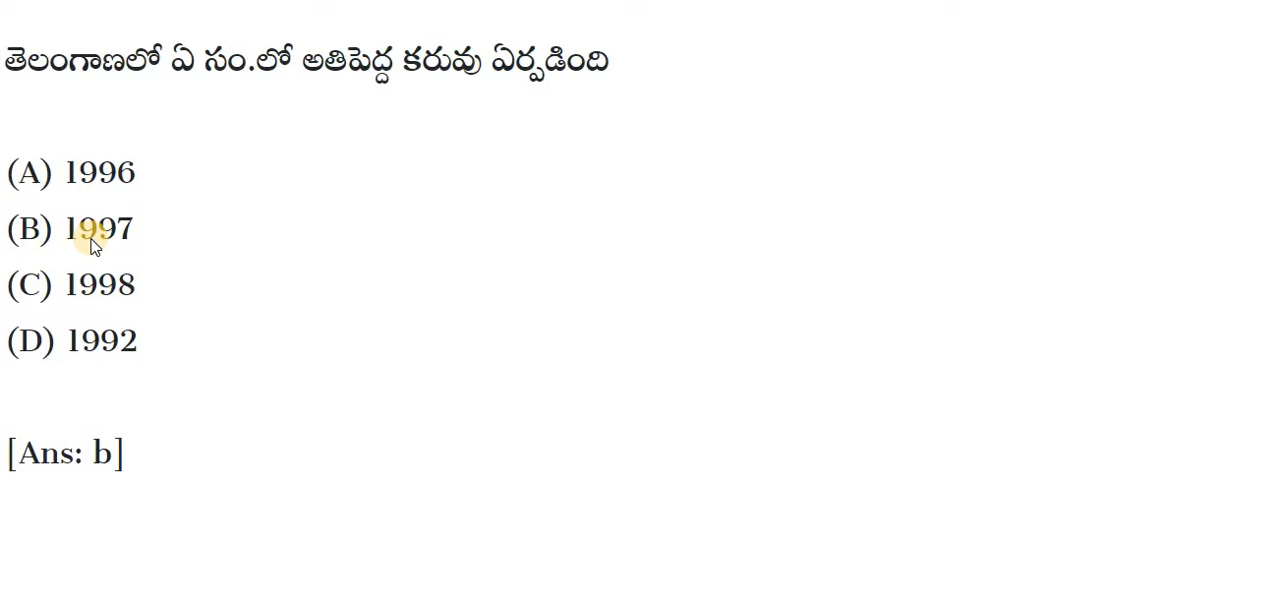 తెలంగాణలో ఏ సం.లో అతిపెద్ద కరువు ఏర్పడింది
(A) 1996
(B) 1997
(C) 1998
(D) 1992
[Ans: b]